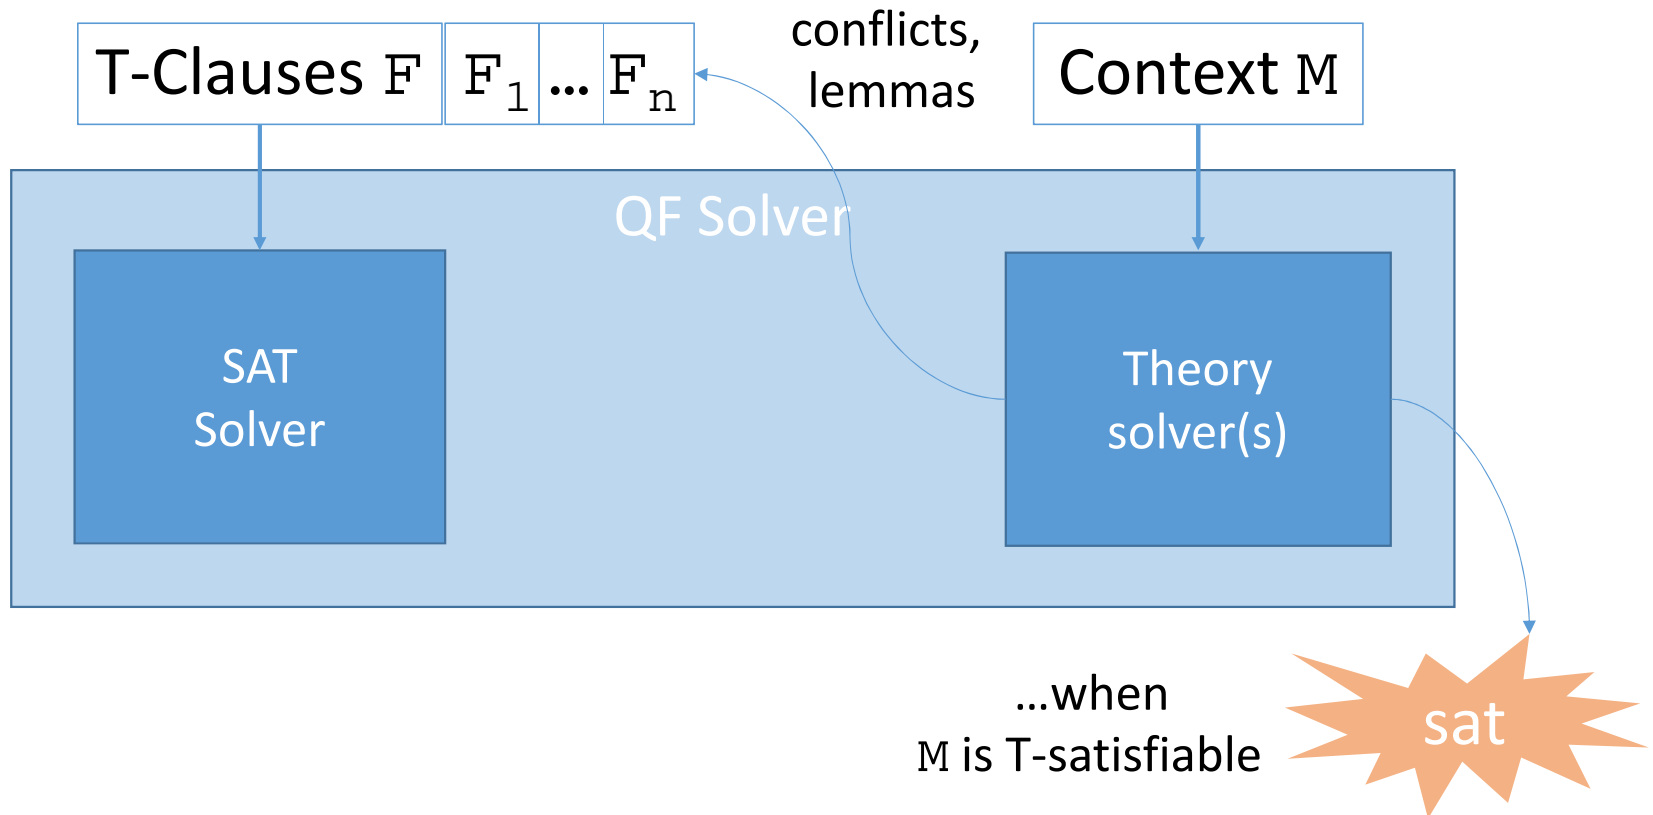 T-Clauses F F1 … Fn
conflicts,
lemmas
Context M
QF Solver
SAT
Solver
Theory
solver(s)
…when
M is T-satisfiable
sat